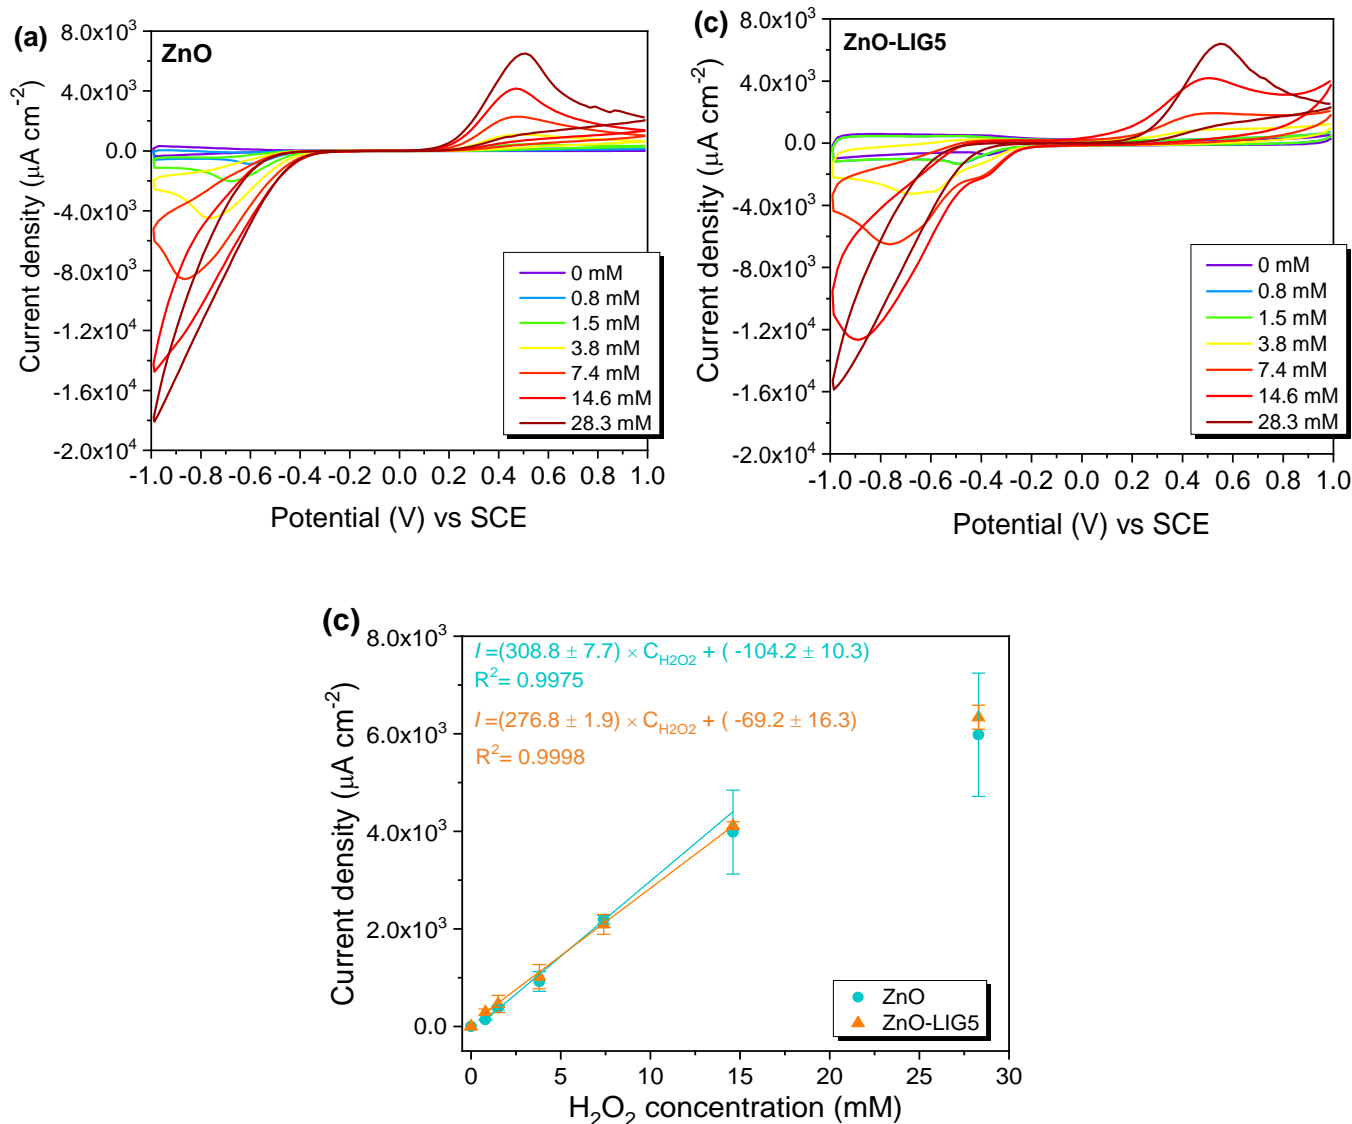 (a)
ZnO
8.0x10³
4.0x10³
0.0
-4.0x10³
-8.0x10³
-1.2x10⁴
-1.6x10⁴
-2.0x10⁴
Current density (μA cm⁻²)
0 mM
0.8 mM
1.5 mM
3.8 mM
7.4 mM
14.6 mM
28.3 mM
-1.0 -0.8 -0.6 -0.4 -0.2 0.0 0.2 0.4 0.6 0.8 1.0
Potential (V) vs SCE
(c)
ZnO-LIG5
8.0x10³
4.0x10³
0.0
-4.0x10³
-8.0x10³
-1.2x10⁴
-1.6x10⁴
-2.0x10⁴
Current density (μA cm⁻²)
0 mM
0.8 mM
1.5 mM
3.8 mM
7.4 mM
14.6 mM
28.3 mM
-1.0 -0.8 -0.6 -0.4 -0.2 0.0 0.2 0.4 0.6 0.8 1.0
Potential (V) vs SCE
(c)
8.0x10³
6.0x10³
4.0x10³
2.0x10³
0.0
Current density (μA cm⁻²)
I =(308.8 ± 7.7) × C_H2O2 + ( -104.2 ± 10.3)
R²= 0.9975
I =(276.8 ± 1.9) × C_H2O2 + ( -69.2 ± 16.3)
R²= 0.9998
ZnO
ZnO-LIG5
0 5 10 15 20 25 30
H₂O₂ concentration (mM)